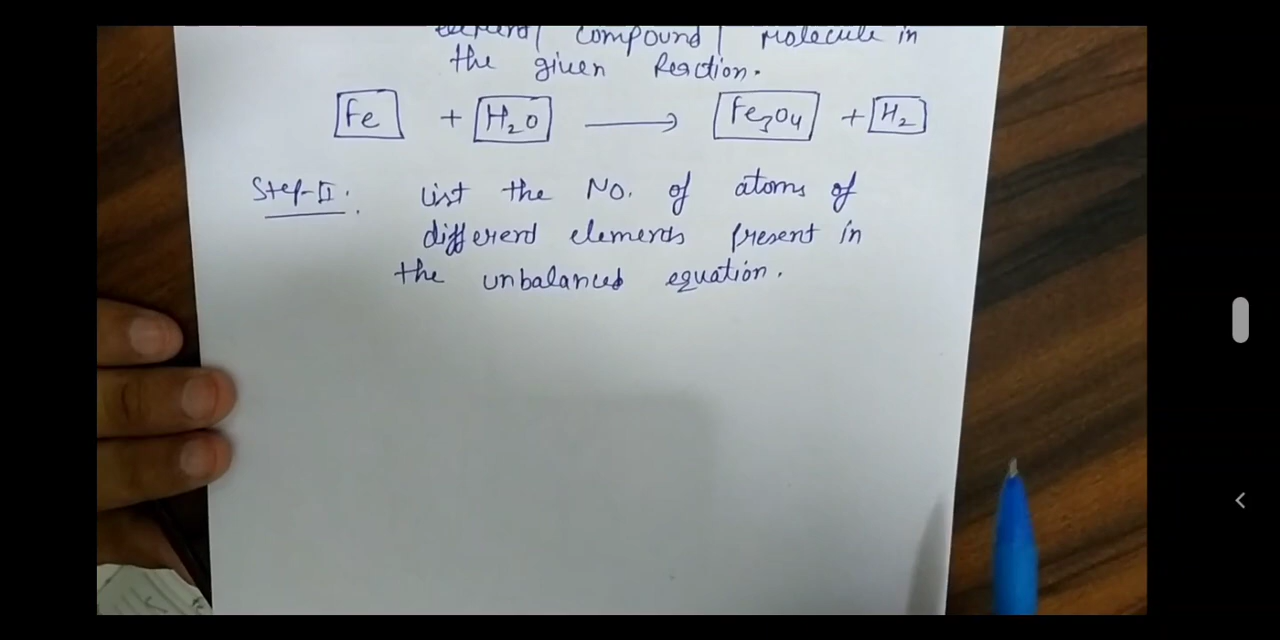 compound | Molecule in
the given Reaction.
Fe + H₂O ⟶ Fe₃O₄ + H₂
Step-II. List the No. of atoms of
different elements present in
the unbalanced equation.